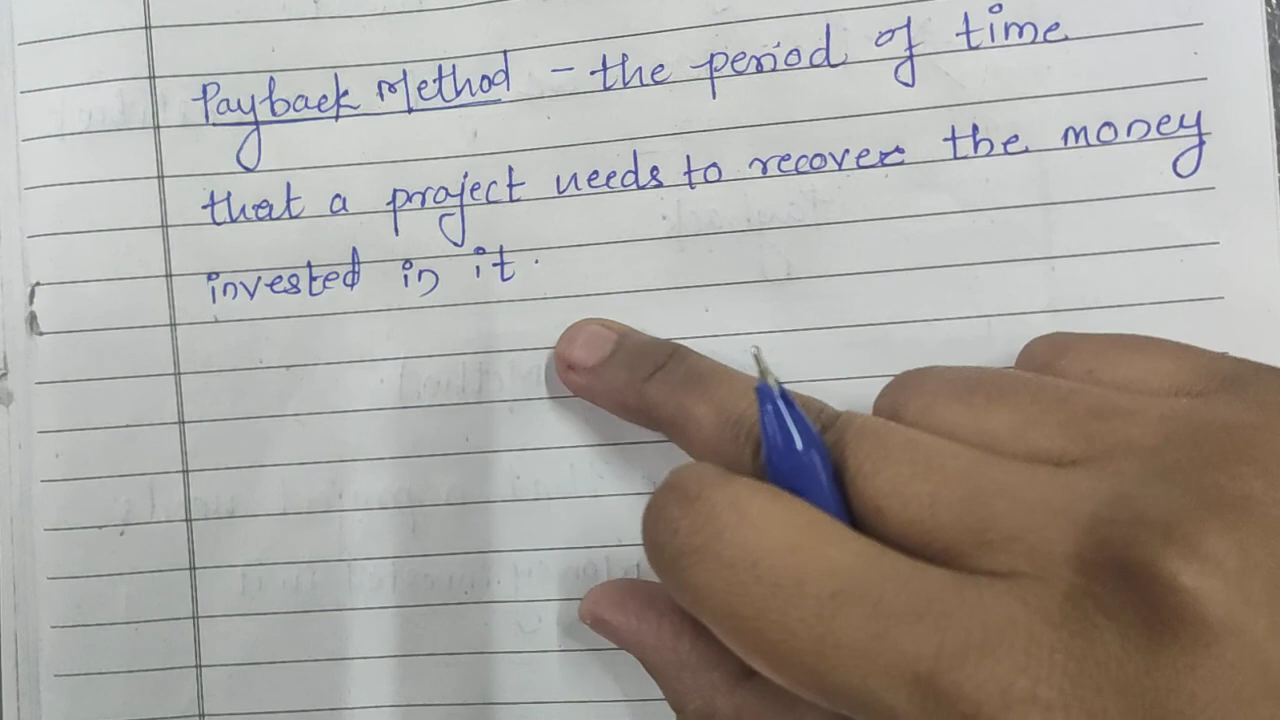 Payback Method - the period of time
that a project needs to recover the money
invested in it.